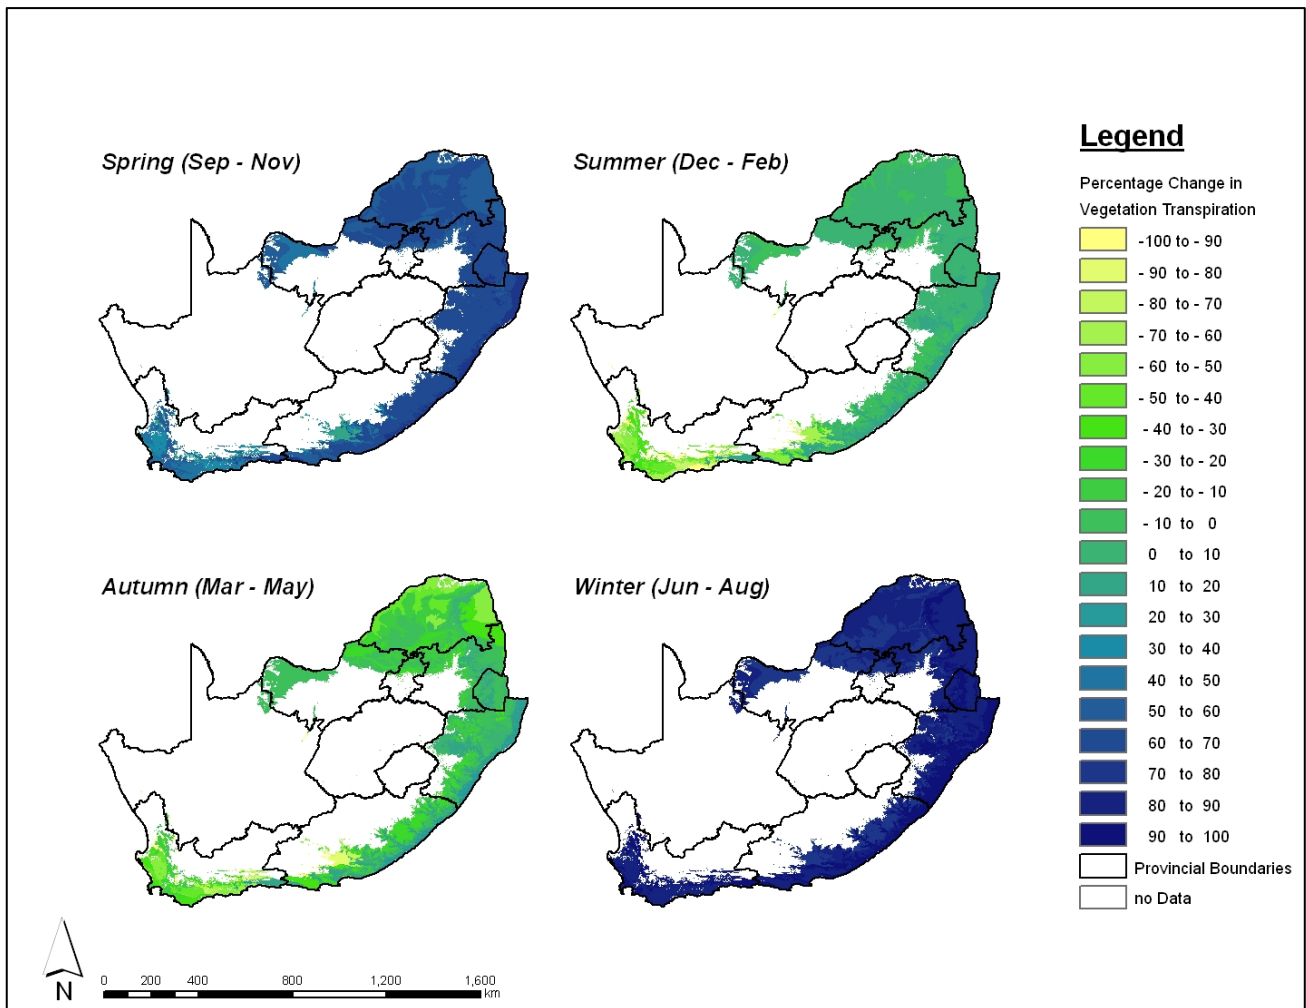 Spring (Sep - Nov)
Summer (Dec - Feb)
Autumn (Mar - May)
Winter (Jun - Aug)
Legend
Percentage Change in
Vegetation Transpiration
-100 to - 90
- 90 to - 80
- 80 to - 70
- 70 to - 60
- 60 to - 50
- 50 to - 40
- 40 to - 30
- 30 to - 20
- 20 to - 10
- 10 to 0
0 to 10
10 to 20
20 to 30
30 to 40
40 to 50
50 to 60
60 to 70
70 to 80
80 to 90
90 to 100
Provincial Boundaries
no Data
N
0 200 400 800 1,200 1,600
km